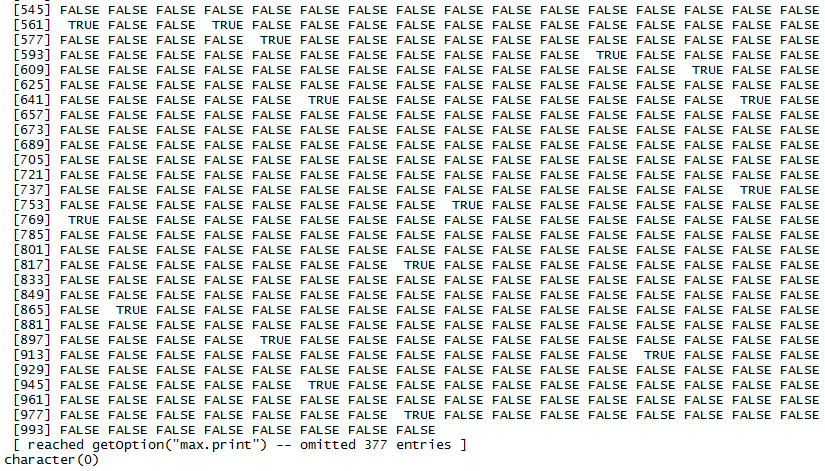 [545] FALSE FALSE FALSE FALSE FALSE FALSE FALSE FALSE FALSE FALSE FALSE FALSE FALSE FALSE FALSE FALSE
[561] TRUE FALSE FALSE TRUE FALSE FALSE FALSE FALSE FALSE FALSE FALSE FALSE FALSE FALSE FALSE FALSE
[577] FALSE FALSE FALSE FALSE TRUE FALSE FALSE FALSE FALSE FALSE FALSE FALSE FALSE FALSE FALSE FALSE
[593] FALSE FALSE FALSE FALSE FALSE FALSE FALSE FALSE FALSE FALSE FALSE TRUE FALSE FALSE FALSE FALSE
[609] FALSE FALSE FALSE FALSE FALSE FALSE FALSE FALSE FALSE FALSE FALSE FALSE FALSE TRUE FALSE FALSE
[625] FALSE FALSE FALSE FALSE FALSE FALSE FALSE FALSE FALSE FALSE FALSE FALSE FALSE FALSE FALSE FALSE
[641] FALSE FALSE FALSE FALSE FALSE TRUE FALSE FALSE FALSE FALSE FALSE FALSE FALSE FALSE TRUE FALSE
[657] FALSE FALSE FALSE FALSE FALSE FALSE FALSE FALSE FALSE FALSE FALSE FALSE FALSE FALSE FALSE FALSE
[673] FALSE FALSE FALSE FALSE FALSE FALSE FALSE FALSE FALSE FALSE FALSE FALSE FALSE FALSE FALSE FALSE
[689] FALSE FALSE FALSE FALSE FALSE FALSE FALSE FALSE FALSE FALSE FALSE FALSE FALSE FALSE FALSE FALSE
[705] FALSE FALSE FALSE FALSE FALSE FALSE FALSE FALSE FALSE FALSE FALSE FALSE FALSE FALSE FALSE FALSE
[721] FALSE FALSE FALSE FALSE FALSE FALSE FALSE FALSE FALSE FALSE FALSE FALSE FALSE FALSE FALSE FALSE
[737] FALSE FALSE FALSE FALSE FALSE FALSE FALSE FALSE FALSE FALSE FALSE FALSE FALSE FALSE TRUE FALSE
[753] FALSE FALSE FALSE FALSE FALSE FALSE FALSE FALSE TRUE FALSE FALSE FALSE FALSE FALSE FALSE FALSE
[769] TRUE FALSE FALSE FALSE FALSE FALSE FALSE FALSE FALSE FALSE FALSE FALSE FALSE FALSE FALSE FALSE
[785] FALSE FALSE FALSE FALSE FALSE FALSE FALSE FALSE FALSE FALSE FALSE FALSE FALSE FALSE FALSE FALSE
[801] FALSE FALSE FALSE FALSE FALSE FALSE FALSE FALSE FALSE FALSE FALSE FALSE FALSE FALSE FALSE FALSE
[817] FALSE FALSE FALSE FALSE FALSE FALSE FALSE TRUE FALSE FALSE FALSE FALSE FALSE FALSE FALSE FALSE
[833] FALSE FALSE FALSE FALSE FALSE FALSE FALSE FALSE FALSE FALSE FALSE FALSE FALSE FALSE FALSE FALSE
[849] FALSE FALSE FALSE FALSE FALSE FALSE FALSE FALSE FALSE FALSE FALSE FALSE FALSE FALSE FALSE FALSE
[865] FALSE TRUE FALSE FALSE FALSE FALSE FALSE FALSE FALSE FALSE FALSE FALSE FALSE FALSE FALSE FALSE
[881] FALSE FALSE FALSE FALSE FALSE FALSE FALSE FALSE FALSE FALSE FALSE FALSE FALSE FALSE FALSE FALSE
[897] FALSE FALSE FALSE FALSE TRUE FALSE FALSE FALSE FALSE FALSE FALSE FALSE FALSE FALSE FALSE FALSE
[913] FALSE FALSE FALSE FALSE FALSE FALSE FALSE FALSE FALSE FALSE FALSE FALSE TRUE FALSE FALSE FALSE
[929] FALSE FALSE FALSE FALSE FALSE FALSE FALSE FALSE FALSE FALSE FALSE FALSE FALSE FALSE FALSE FALSE
[945] FALSE FALSE FALSE FALSE FALSE TRUE FALSE FALSE FALSE FALSE FALSE FALSE FALSE FALSE FALSE FALSE
[961] FALSE FALSE FALSE FALSE FALSE FALSE FALSE FALSE FALSE FALSE FALSE FALSE FALSE FALSE FALSE FALSE
[977] FALSE FALSE FALSE FALSE FALSE FALSE FALSE TRUE FALSE FALSE FALSE FALSE FALSE FALSE FALSE FALSE
[993] FALSE FALSE FALSE FALSE FALSE FALSE FALSE FALSE
[ reached getOption("max.print") -- omitted 377 entries ]
character(0)